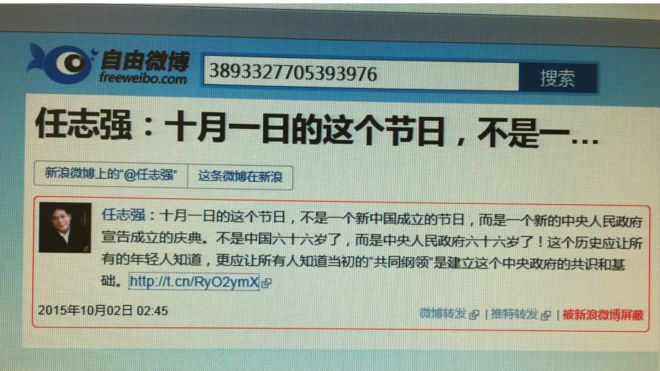 自由微博
freeweibo.com
3893327705393976
搜索
任志强：十月一日的这个节日，不是一...
新浪微博上的"@任志强"
这条微博在新浪
任志强：十月一日的这个节日，不是一个新中国成立的节日，而是一个新的中央人民政府
宣告成立的庆典。不是中国六十六岁了，而是中央人民政府六十六岁了！这个历史应让所
有的年轻人知道，更应让所有人知道当初的"共同纲领"是建立这个中央政府的共识和基
础。http://t.cn/RyO2ymX
2015年10月02日 02:45
微博转发 | 推特转发 | 被新浪微博屏蔽